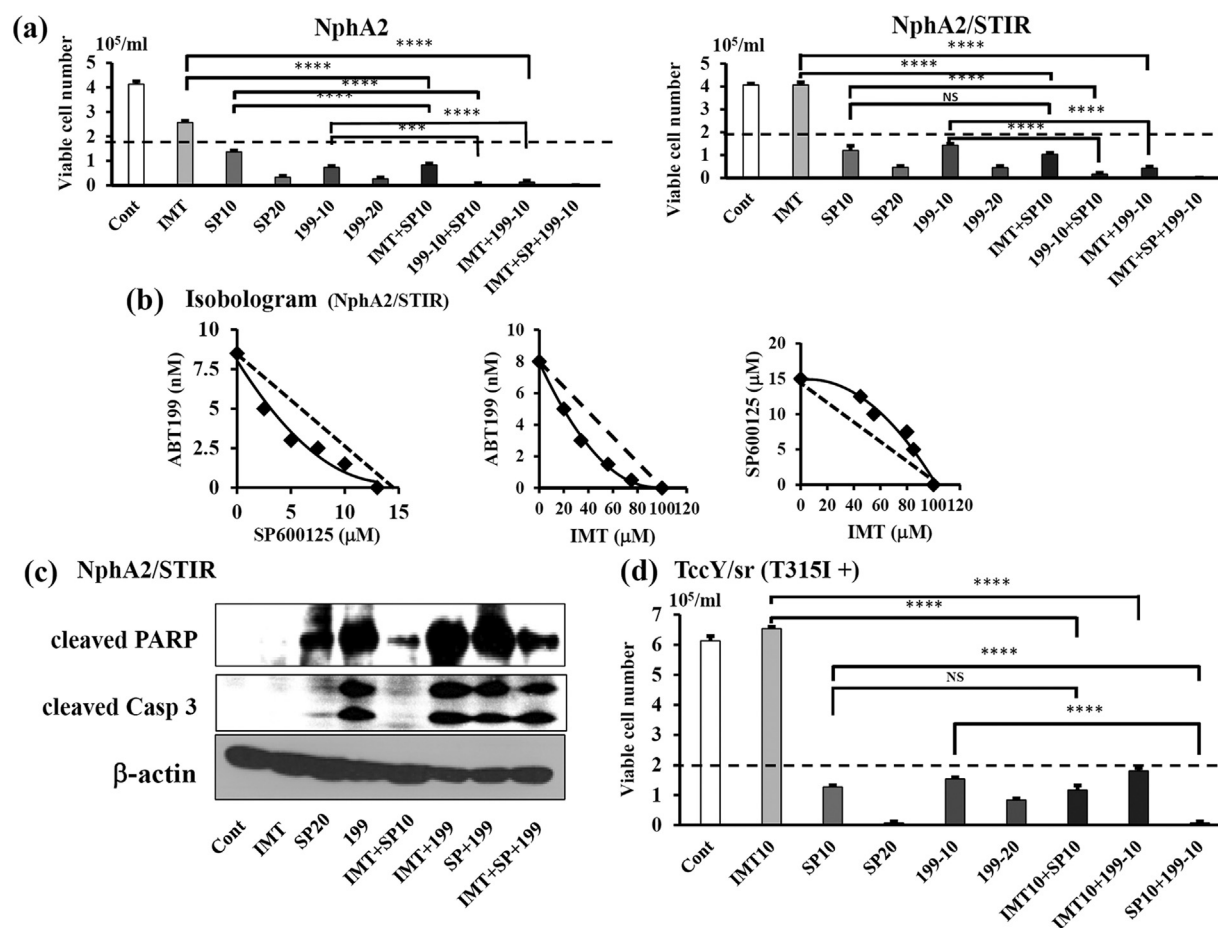 (a)
NphA2
10⁵/ml
Viable cell number
5
4
3
2
1
0
****
****
****
****
****
***
Cont
IMT
SP10
SP20
199-10
199-20
IMT+SP10
199-10+SP10
IMT+199-10
IMT+SP+199-10
NphA2/STIR
10⁵/ml
Viable cell number
5
4
3
2
1
0
****
****
****
NS
****
****
Cont
IMT
SP10
SP20
199-10
199-20
IMT+SP10
199-10+SP10
IMT+199-10
IMT+SP+199-10
(b) Isobologram (NphA2/STIR)
ABT199 (nM)
10
7.5
5
2.5
0
0 5 10 15
SP600125 (μM)
ABT199 (nM)
10
8
6
4
2
0
0 20 40 60 80 100120
IMT (μM)
SP600125 (μM)
20
15
10
5
0
0 20 40 60 80 100 120
IMT (μM)
(c) NphA2/STIR
cleaved PARP
cleaved Casp 3
β-actin
Cont
IMT
SP20
199
IMT+SP10
IMT+199
SP+199
IMT+SP+199
(d) TccY/sr (T315I +)
10⁵/ml
Viable cell number
7
6
5
4
3
2
1
0
****
****
****
NS
****
Cont
IMT10
SP10
SP20
199-10
199-20
IMT10+SP10
IMT10+199-10
SP10+199-10